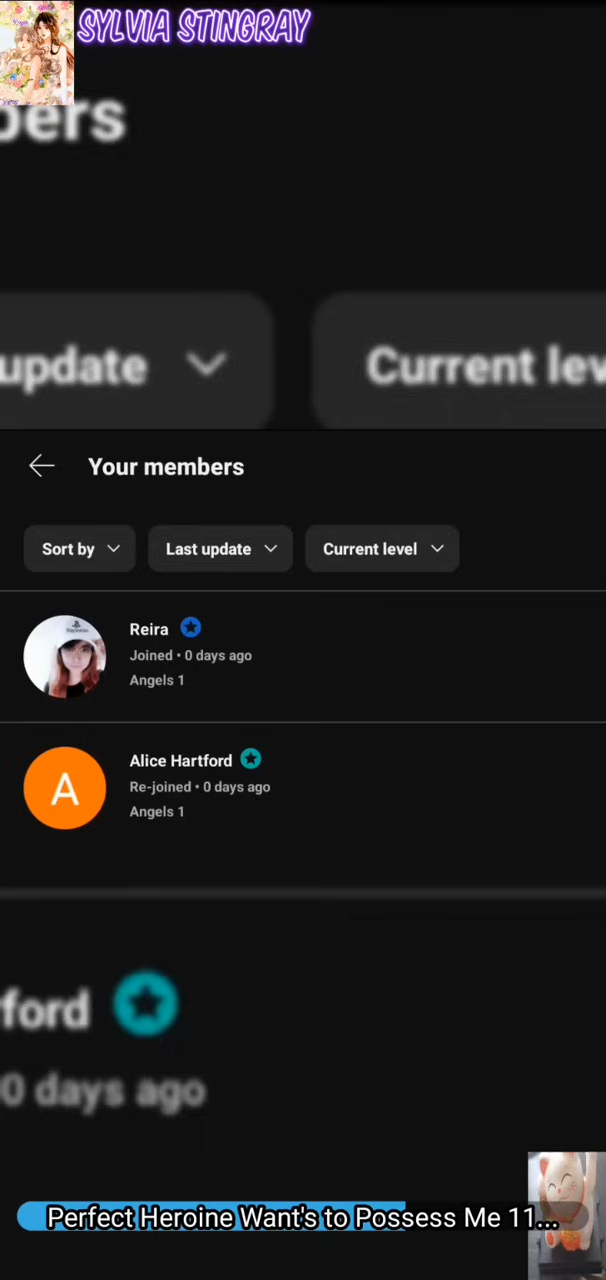 SYLVIA STINGRAY
bers
update
Current lev
Your members
Sort by
Last update
Current level
Reira
Joined • 0 days ago
Angels 1
A
Alice Hartford
Re-joined • 0 days ago
Angels 1
rford
0 days ago
Perfect Heroine Want's to Possess Me 11...